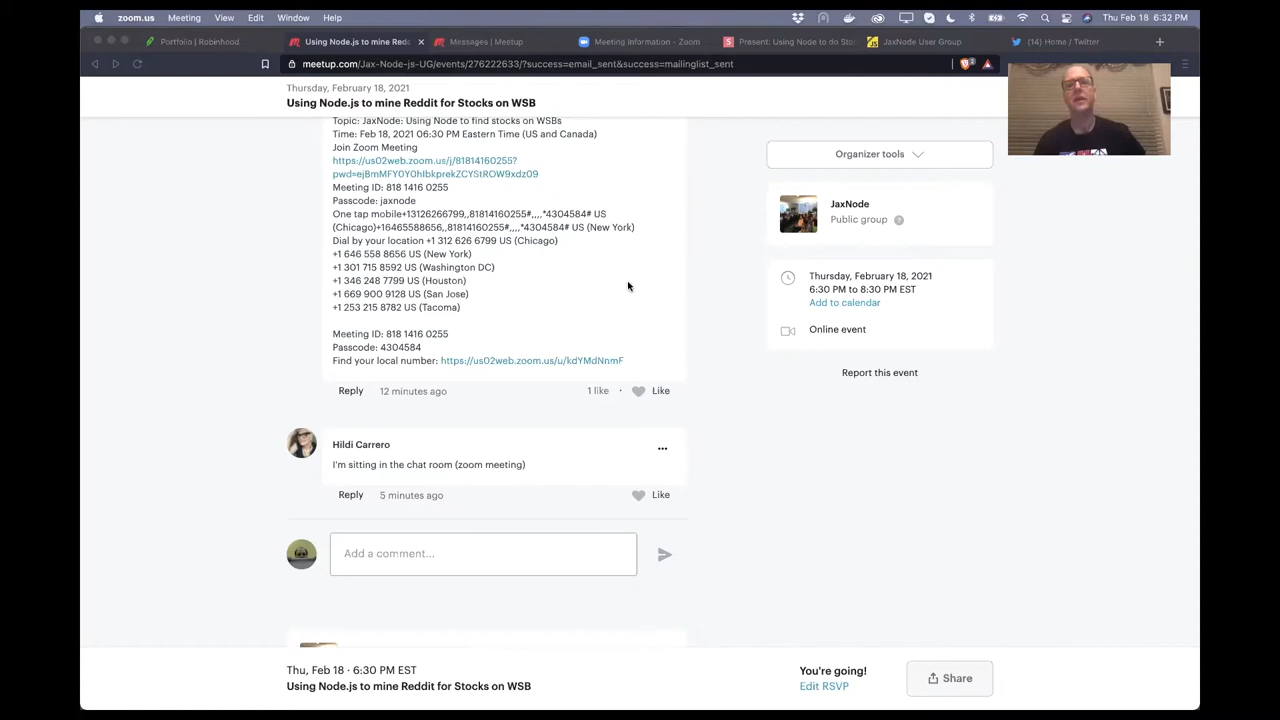 zoom.us Meeting View Edit Window Help Thu Feb 18 6:32 PM
Portfolio | Robinhood
Using Node.js to mine Redd
Messages | Meetup
Meeting Information - Zoom
Present: Using Node to do Sto
JaxNode User Group
(14) Home / Twitter
meetup.com/Jax-Node-js-UG/events/276222633/?success=email_sent&success=mailinglist_sent
Thursday, February 18, 2021
Using Node.js to mine Reddit for Stocks on WSB
Topic: JaxNode: Using Node to find stocks on WSBs
Time: Feb 18, 2021 06:30 PM Eastern Time (US and Canada)
Join Zoom Meeting
https://us02web.zoom.us/j/81814160255?
pwd=ejBmMFY0Y0hIbkprekZCYStROW9xdz09
Meeting ID: 818 1416 0255
Passcode: jaxnode
One tap mobile+13126266799,,81814160255#,,,,*4304584# US
(Chicago)+16465588656,,81814160255#,,,,*4304584# US (New York)
Dial by your location +1 312 626 6799 US (Chicago)
+1 646 558 8656 US (New York)
+1 301 715 8592 US (Washington DC)
+1 346 248 7799 US (Houston)
+1 669 900 9128 US (San Jose)
+1 253 215 8782 US (Tacoma)
Meeting ID: 818 1416 0255
Passcode: 4304584
Find your local number: https://us02web.zoom.us/u/kdYMdNnmF
Reply 12 minutes ago 1 like · Like
Hildi Carrero
I'm sitting in the chat room (zoom meeting)
Reply 5 minutes ago Like
Add a comment...
Organizer tools
JaxNode
Public group
Thursday, February 18, 2021
6:30 PM to 8:30 PM EST
Add to calendar
Online event
Report this event
Thu, Feb 18 · 6:30 PM EST
Using Node.js to mine Reddit for Stocks on WSB
You're going!
Edit RSVP
Share